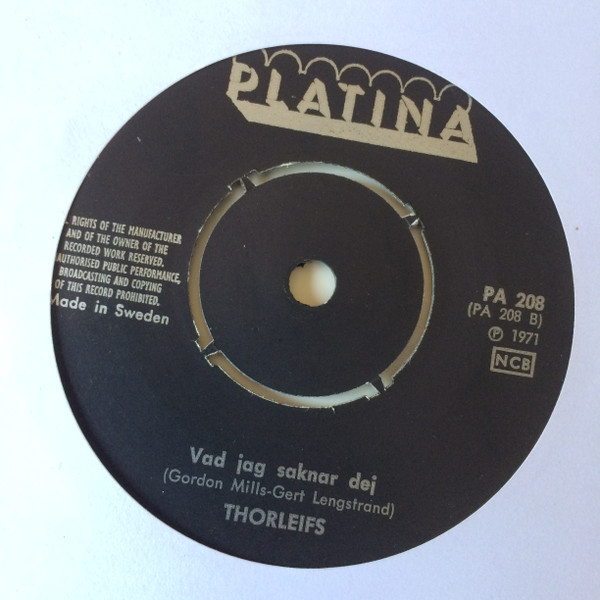 PLATINA
RIGHTS OF THE MANUFACTURER
AND OF THE OWNER OF THE
RECORDED WORK RESERVED.
AUTHORISED PUBLIC PERFORMANCE,
BROADCASTING AND COPYING
OF THIS RECORD PROHIBITED.
Made in Sweden
PA 208
(PA 208 B)
℗ 1971
NCB
Vad jag saknar dej
(Gordon Mills-Gert Lengstrand)
THORLEIFS